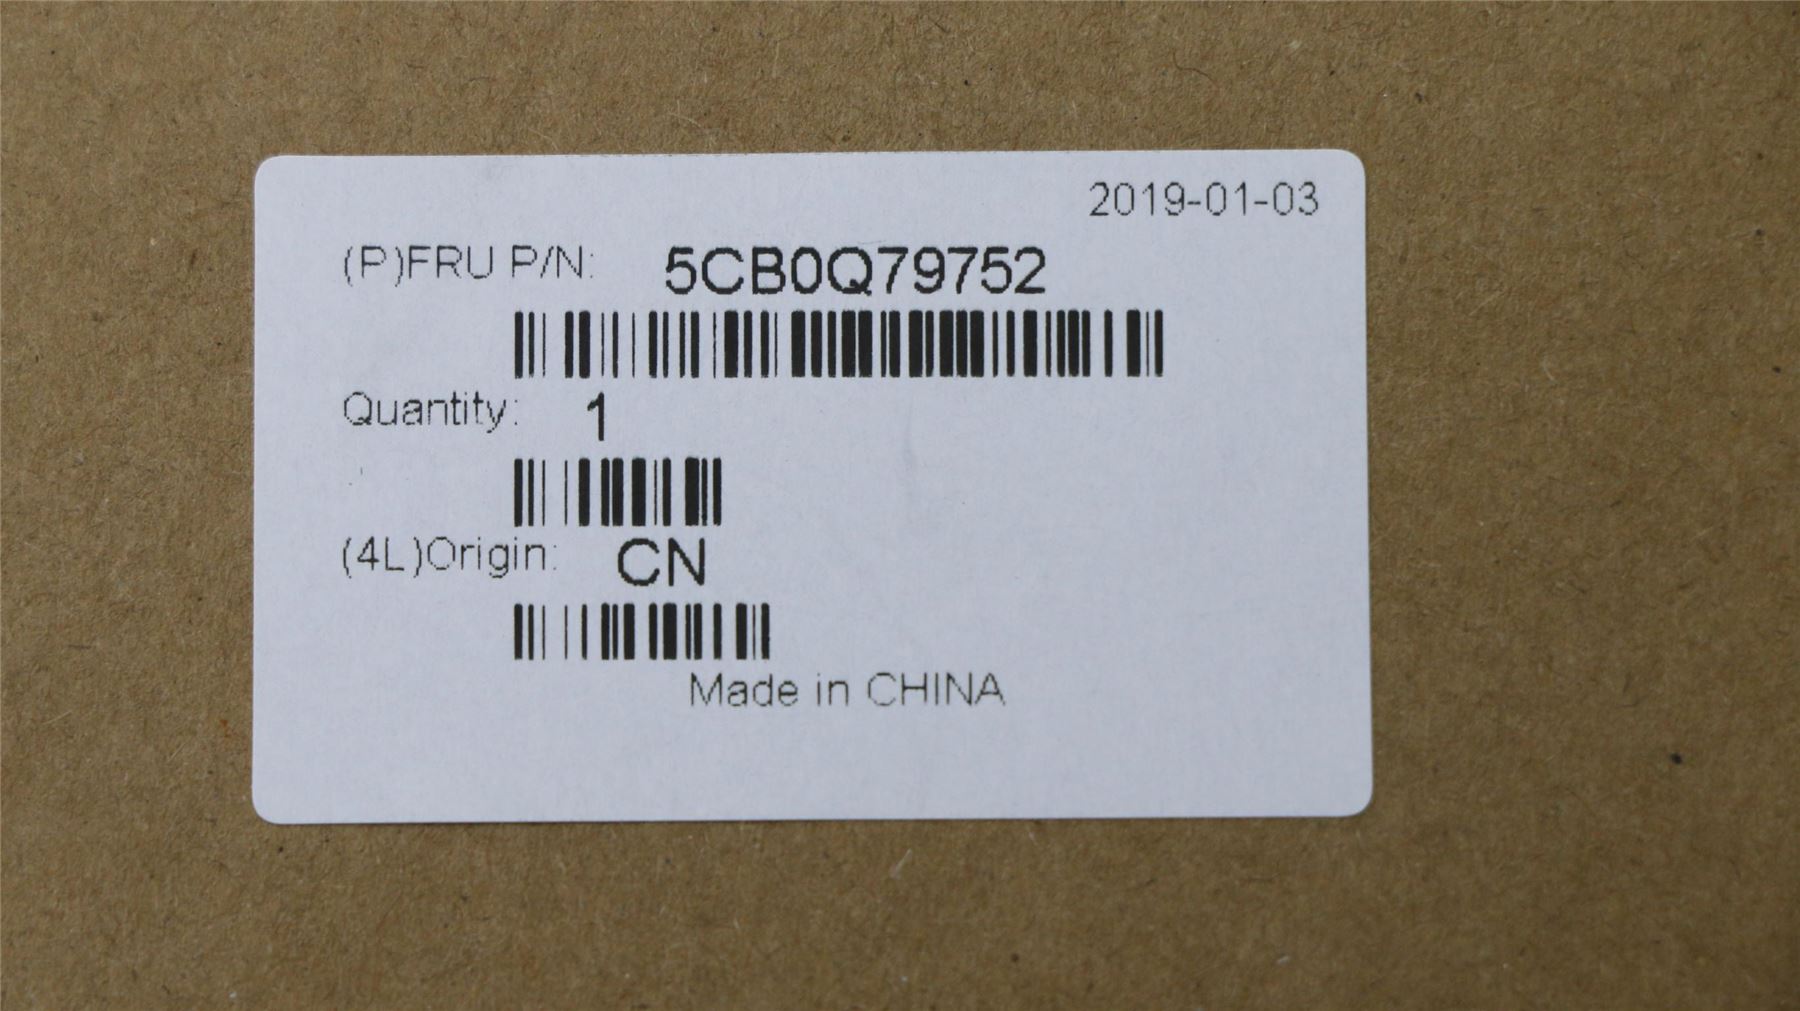 2019-01-03
(P)FRU P/N: 5CB0Q79752
Quantity: 1
(4L)Origin: CN
Made in CHINA